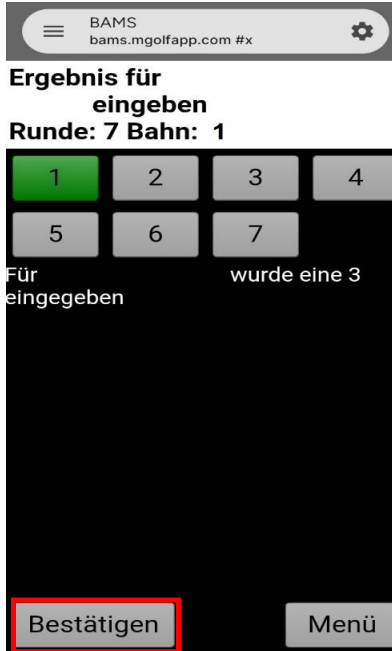 BAMS
bams.mgolfapp.com #x
Ergebnis für
eingeben
Runde: 7 Bahn: 1
1 2 3 4
5 6 7
Für wurde eine 3
eingegeben
Bestätigen Menü